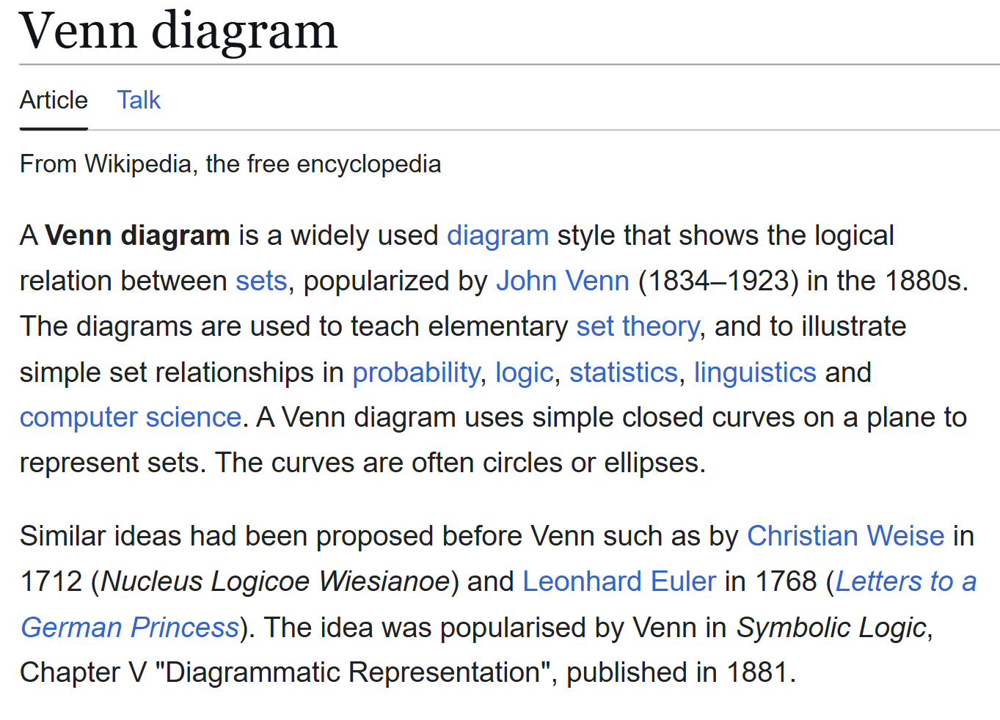 Venn diagram
Article Talk
From Wikipedia, the free encyclopedia
A Venn diagram is a widely used diagram style that shows the logical
relation between sets, popularized by John Venn (1834–1923) in the 1880s.
The diagrams are used to teach elementary set theory, and to illustrate
simple set relationships in probability, logic, statistics, linguistics and
computer science. A Venn diagram uses simple closed curves on a plane to
represent sets. The curves are often circles or ellipses.
Similar ideas had been proposed before Venn such as by Christian Weise in
1712 (Nucleus Logicoe Wiesianoe) and Leonhard Euler in 1768 (Letters to a
German Princess). The idea was popularised by Venn in Symbolic Logic,
Chapter V "Diagrammatic Representation", published in 1881.